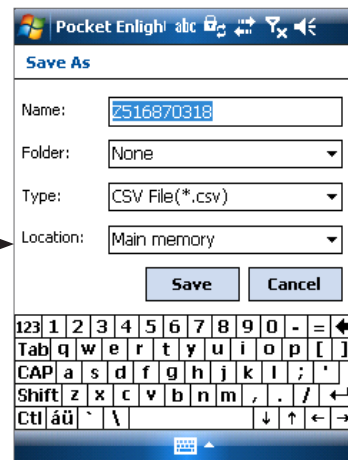 Pocket Enligh abc
Save As
Name: Z516870318
Folder: None
Type: CSV File(*.csv)
Location: Main memory
Save Cancel
123 1 2 3 4 5 6 7 8 9 0 - =
Tab q w e r t y u i o p [ ]
CAP a s d f g h j k l ; '
Shift z x c v b n m , . /
Ctl áü ` \